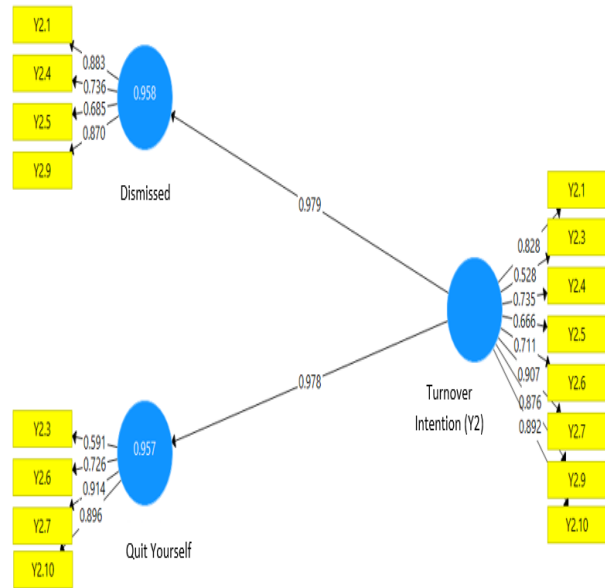 Y2.1
Y2.4
Y2.5
Y2.9
0.883
0.736
0.685
0.870
0.958
Dismissed
0.979
0.978
Y2.3
Y2.6
Y2.7
Y2.10
0.591
0.726
0.914
0.896
0.957
Quit Yourself
Turnover
Intention (Y2)
0.828
0.528
0.735
0.666
0.711
0.907
0.876
0.892
Y2.1
Y2.3
Y2.4
Y2.5
Y2.6
Y2.7
Y2.9
Y2.10